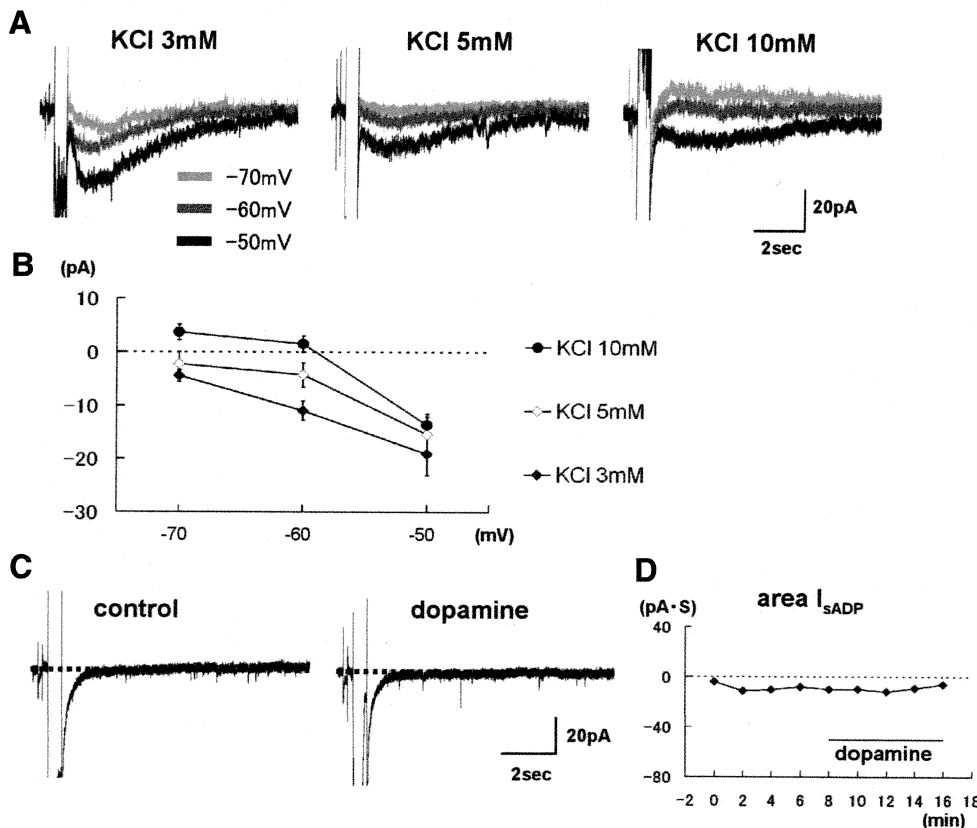 A
KCl 3mM
KCl 5mM
KCl 10mM
-70mV
-60mV
-50mV
20pA
2sec
B
(pA)
10
0
-10
-20
-30
-70
-60
-50
(mV)
KCl 10mM
KCl 5mM
KCl 3mM
C
control
dopamine
20pA
2sec
D
(pA·S)
area I_sADP
40
0
-40
-80
dopamine
-2 0 2 4 6 8 10 12 14 16 18
(min)